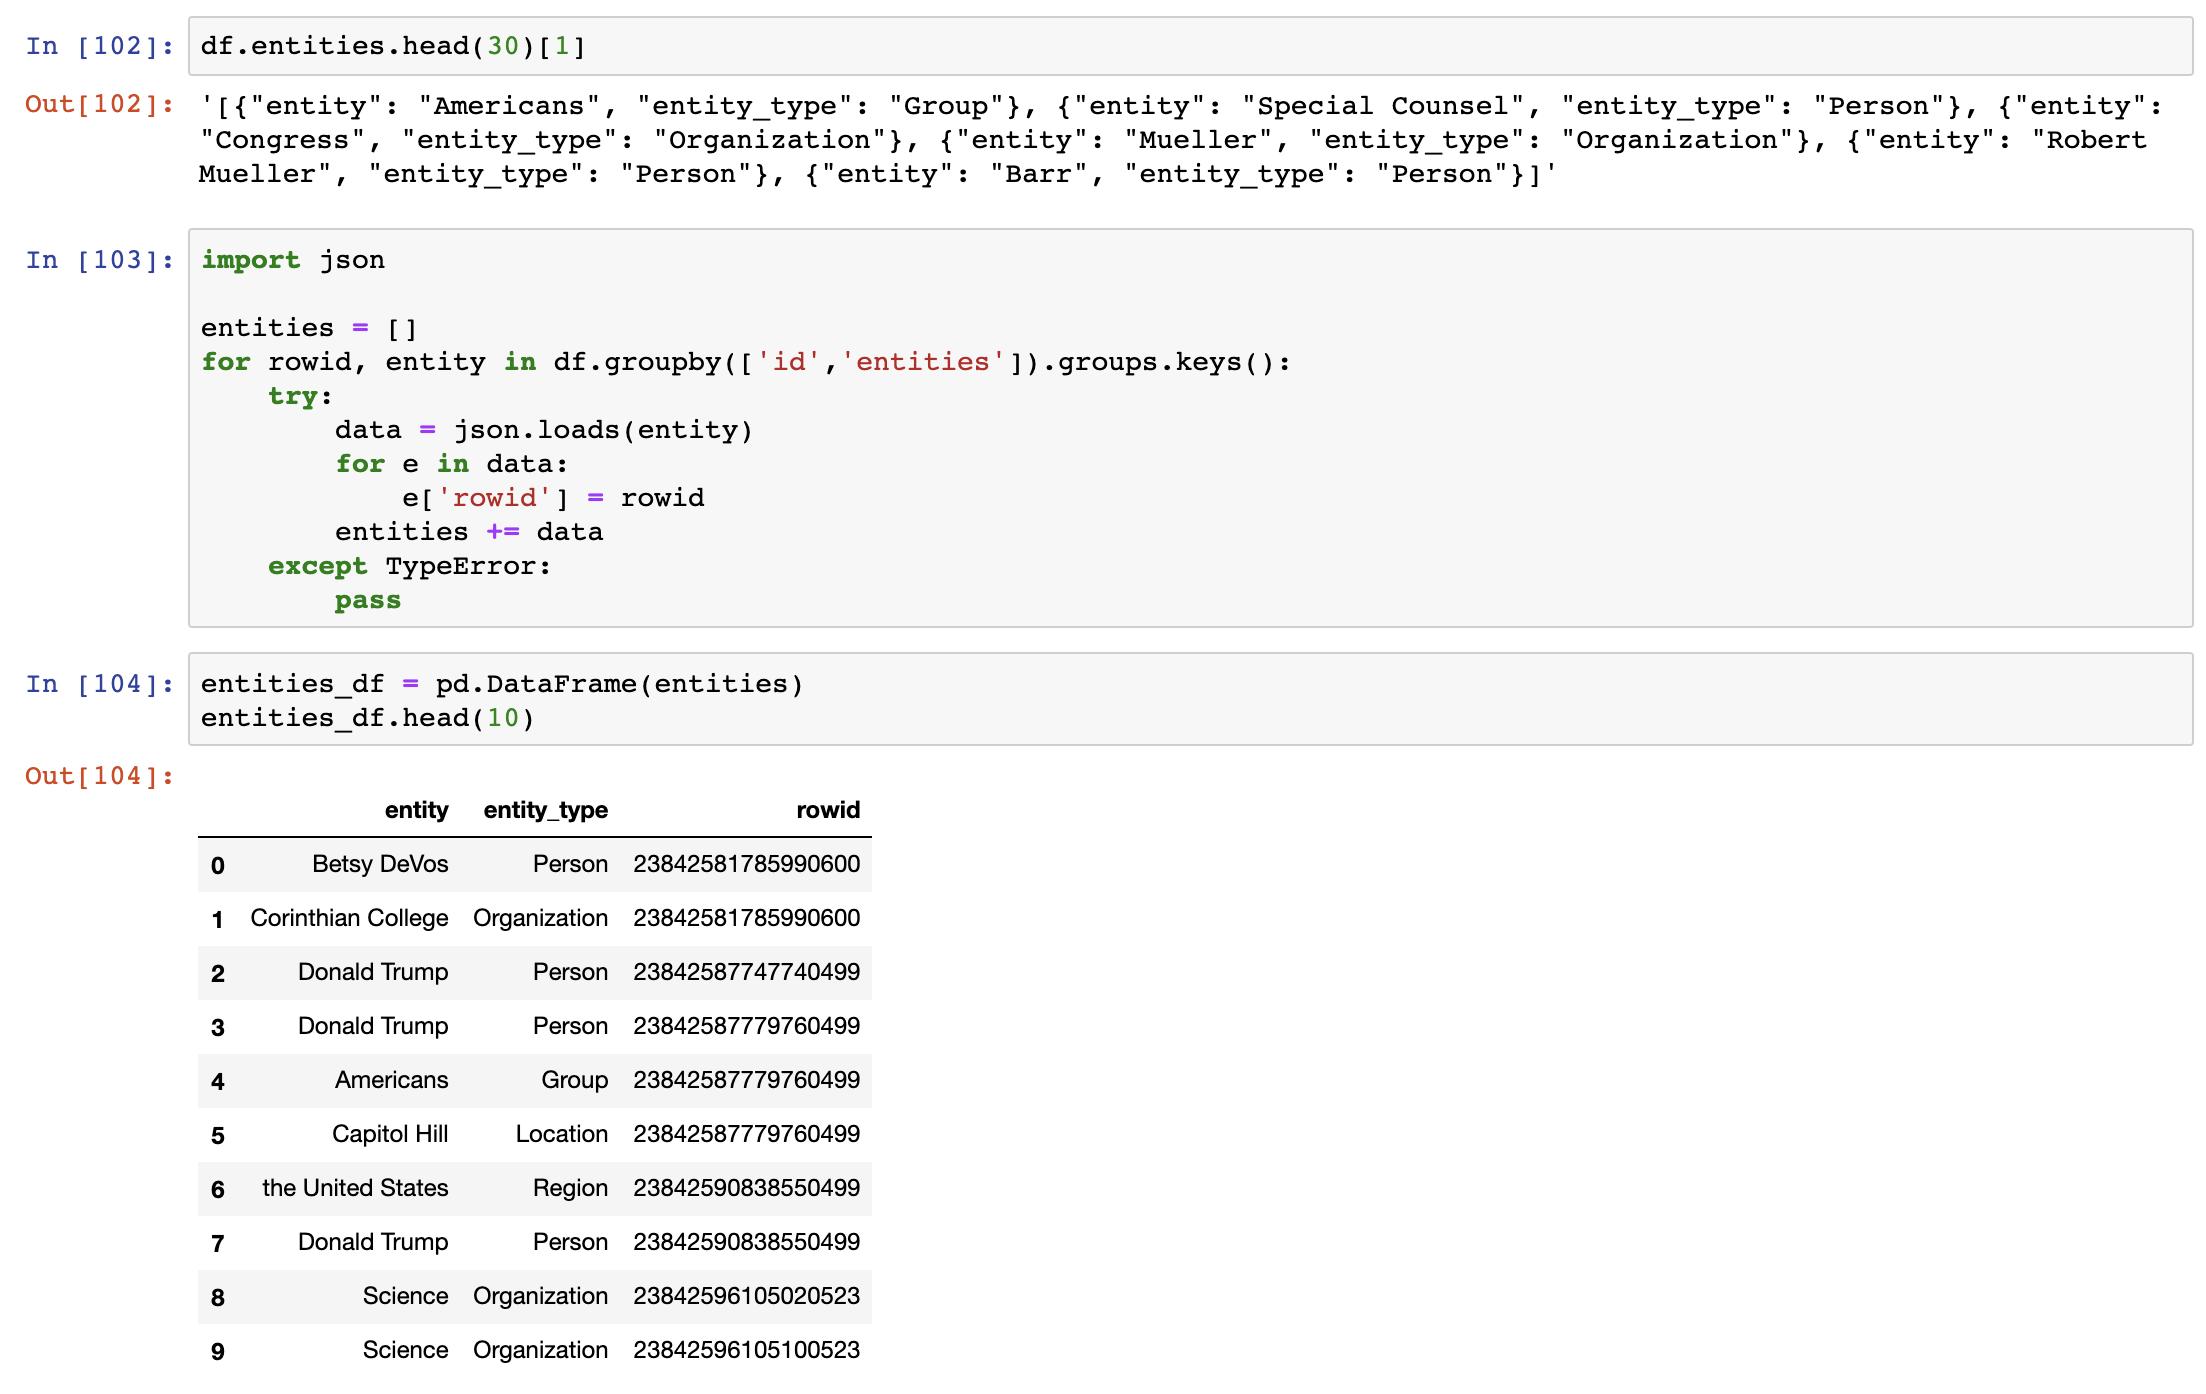 In [102]: df.entities.head(30)[1]
Out[102]: '[{"entity": "Americans", "entity_type": "Group"}, {"entity": "Special Counsel", "entity_type": "Person"}, {"entity":
"Congress", "entity_type": "Organization"}, {"entity": "Mueller", "entity_type": "Organization"}, {"entity": "Robert
Mueller", "entity_type": "Person"}, {"entity": "Barr", "entity_type": "Person"}]'
In [103]: import json
entities = []
for rowid, entity in df.groupby(['id','entities']).groups.keys():
    try:
        data = json.loads(entity)
        for e in data:
            e['rowid'] = rowid
        entities += data
    except TypeError:
        pass
In [104]: entities_df = pd.DataFrame(entities)
entities_df.head(10)
Out[104]:
entity entity_type rowid
0 Betsy DeVos Person 23842581785990600
1 Corinthian College Organization 23842581785990600
2 Donald Trump Person 23842587747740499
3 Donald Trump Person 23842587779760499
4 Americans Group 23842587779760499
5 Capitol Hill Location 23842587779760499
6 the United States Region 23842590838550499
7 Donald Trump Person 23842590838550499
8 Science Organization 23842596105020523
9 Science Organization 23842596105100523